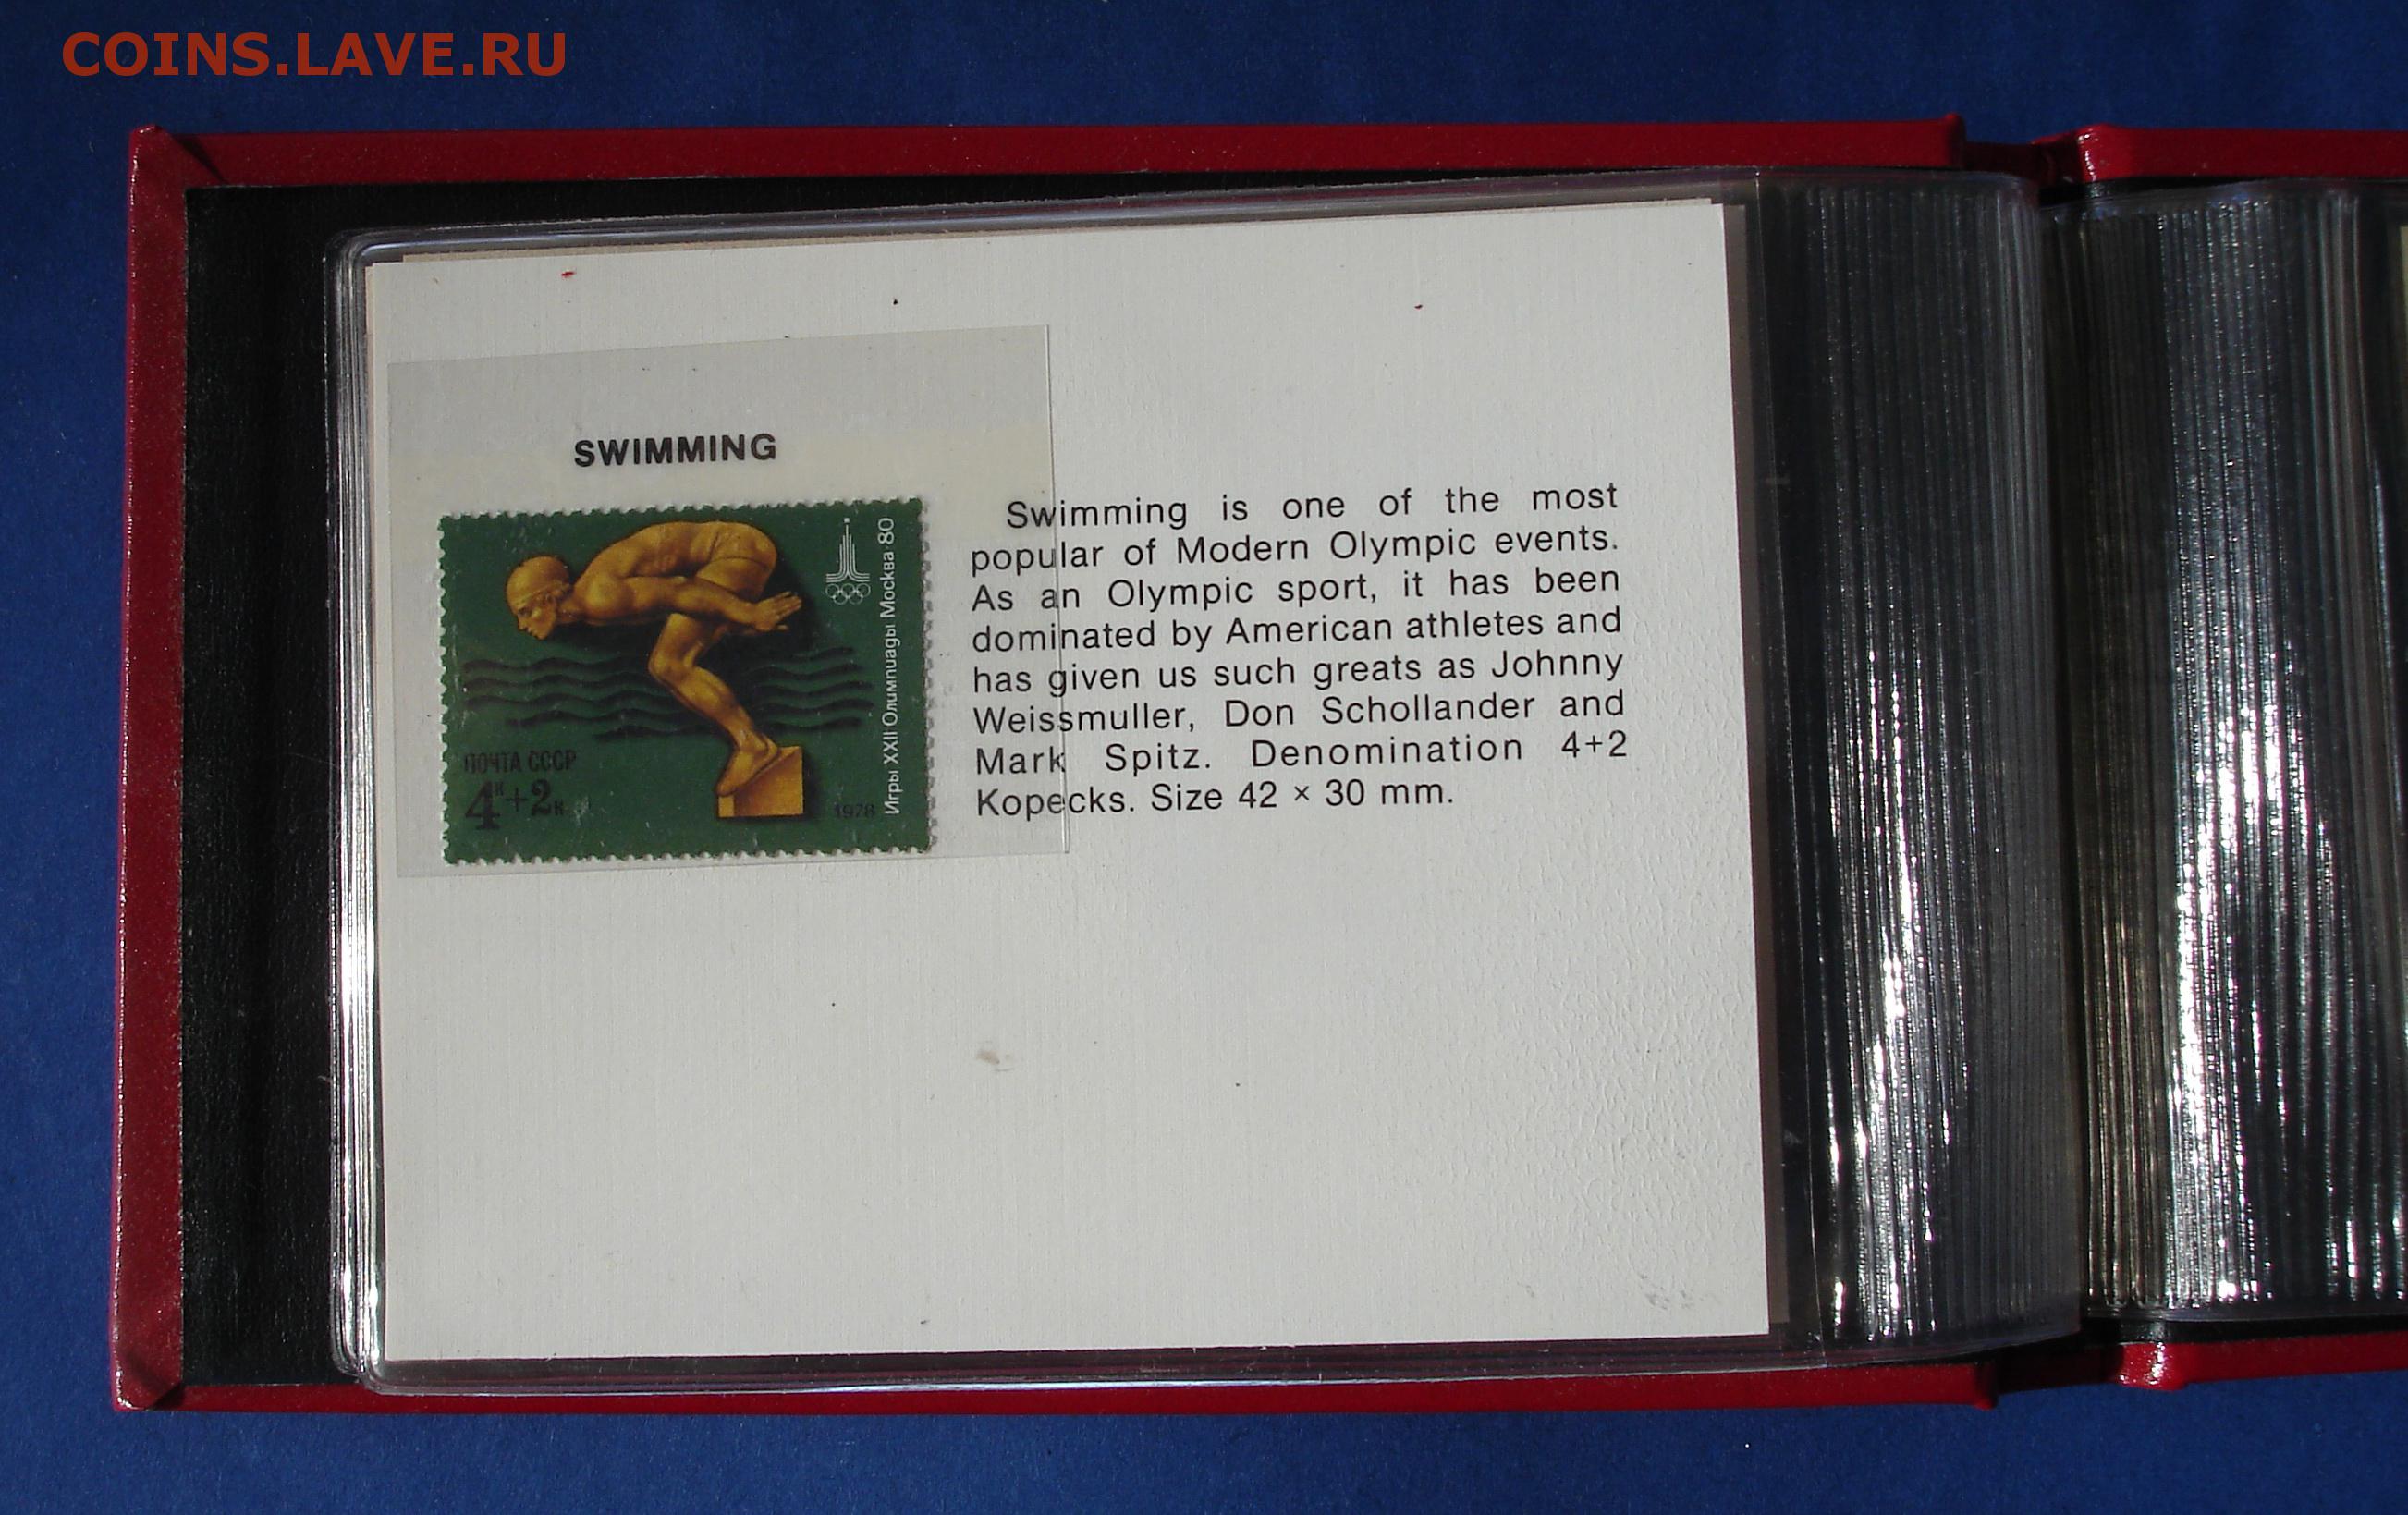 COINS.LAVE.RU
SWIMMING
Игры XXII Олимпиады Москва 80
ПОЧТА СССР
4к+2к
1978
Swimming is one of the most
popular of Modern Olympic events.
As an Olympic sport, it has been
dominated by American athletes and
has given us such greats as Johnny
Weissmuller, Don Schollander and
Mark Spitz. Denomination 4+2
Kopecks. Size 42 × 30 mm.